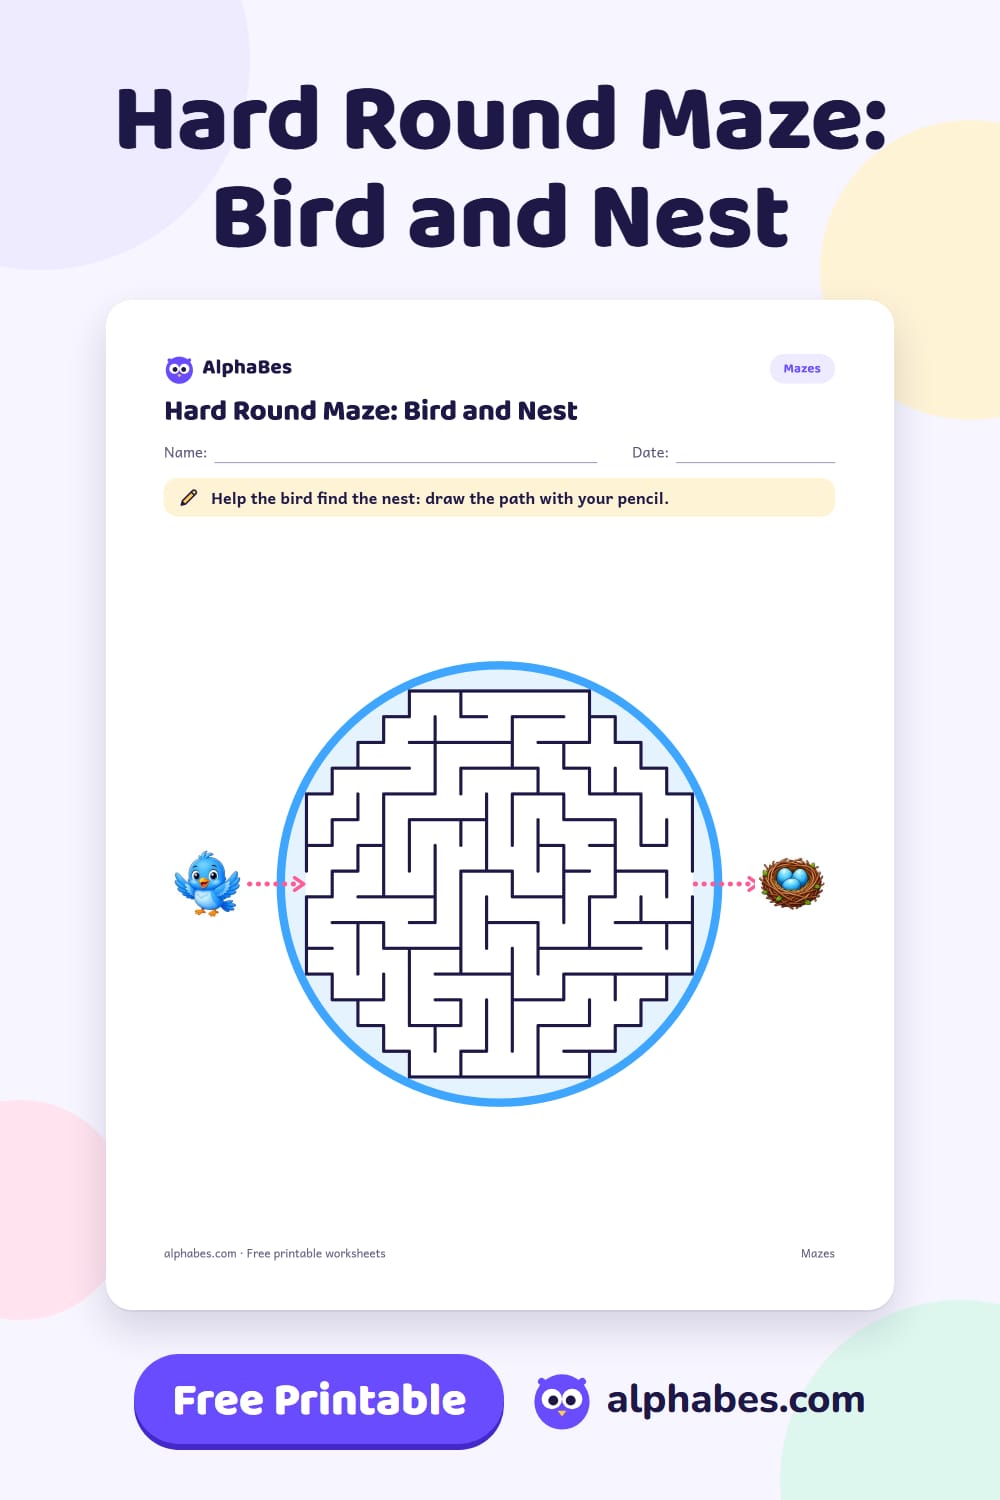 Hard Round Maze:
Bird and Nest
AlphaBes
Mazes
Hard Round Maze: Bird and Nest
Name:
Date:
Help the bird find the nest: draw the path with your pencil.
alphabes.com · Free printable worksheets
Mazes
Free Printable
alphabes.com